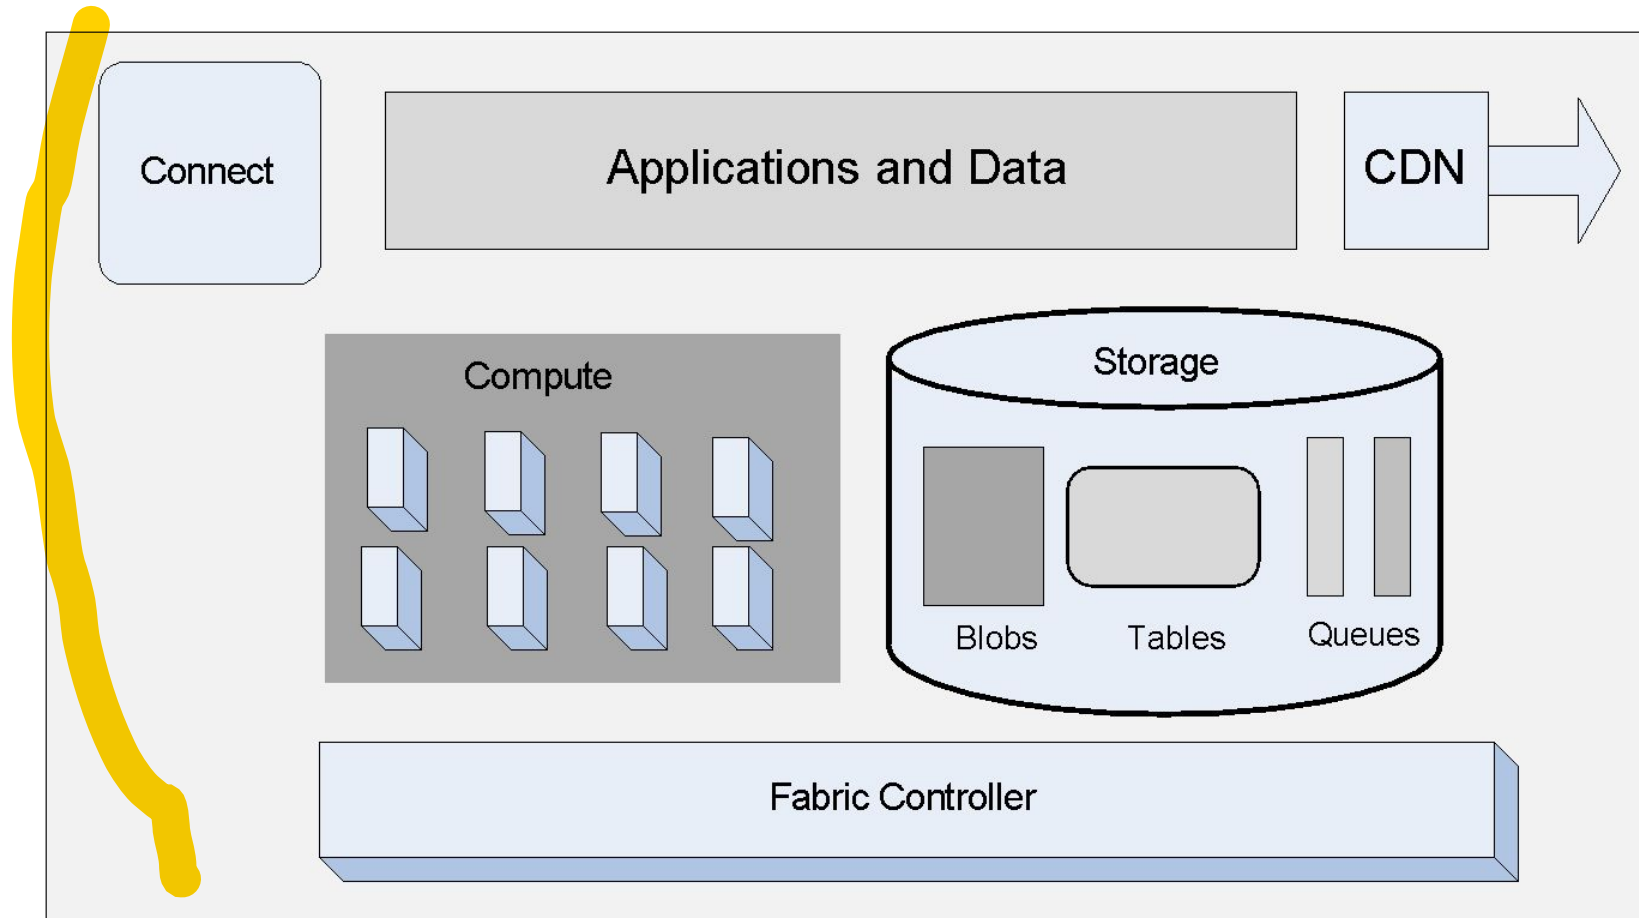 Connect
Applications and Data
CDN
Compute
Storage
Blobs
Tables
Queues
Fabric Controller